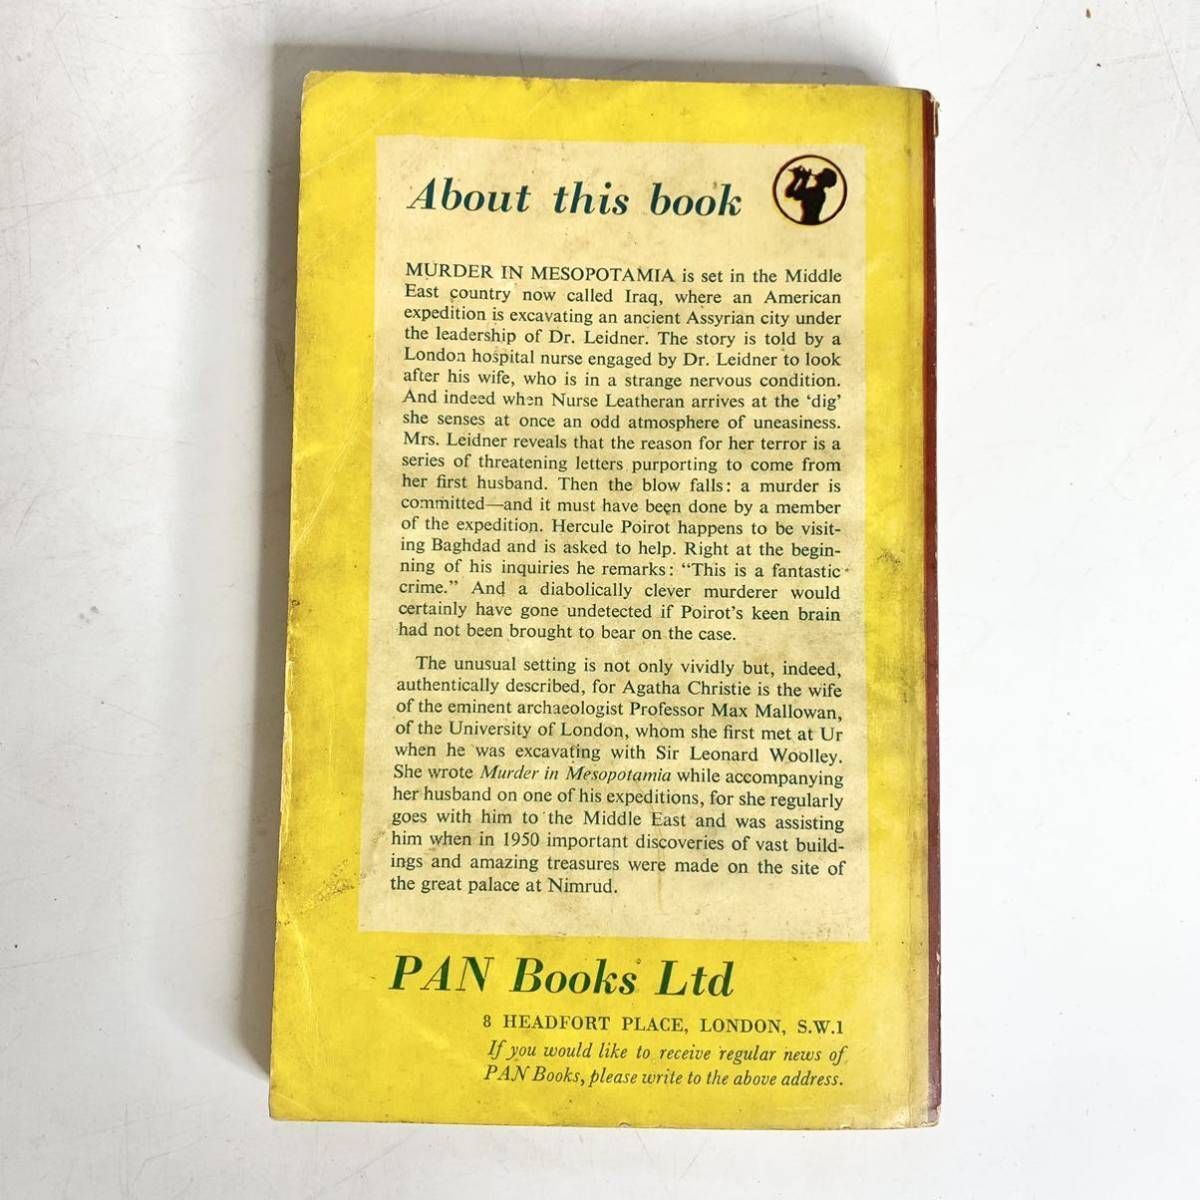 About this book
MURDER IN MESOPOTAMIA is set in the Middle
East country now called Iraq, where an American
expedition is excavating an ancient Assyrian city under
the leadership of Dr. Leidner. The story is told by a
London hospital nurse engaged by Dr. Leidner to look
after his wife, who is in a strange nervous condition.
And indeed when Nurse Leatheran arrives at the ‘dig’
she senses at once an odd atmosphere of uneasiness.
Mrs. Leidner reveals that the reason for her terror is a
series of threatening letters purporting to come from
her first husband. Then the blow falls: a murder is
committed—and it must have been done by a member
of the expedition. Hercule Poirot happens to be visit-
ing Baghdad and is asked to help. Right at the begin-
ning of his inquiries he remarks: “This is a fantastic
crime.” And a diabolically clever murderer would
certainly have gone undetected if Poirot’s keen brain
had not been brought to bear on the case.
The unusual setting is not only vividly but, indeed,
authentically described, for Agatha Christie is the wife
of the eminent archaeologist Professor Max Mallowan,
of the University of London, whom she first met at Ur
when he was excavating with Sir Leonard Woolley.
She wrote Murder in Mesopotamia while accompanying
her husband on one of his expeditions, for she regularly
goes with him to the Middle East and was assisting
him when in 1950 important discoveries of vast build-
ings and amazing treasures were made on the site of
the great palace at Nimrud.
PAN Books Ltd
8 HEADFORT PLACE, LONDON, S.W.1
If you would like to receive regular news of
PAN Books, please write to the above address.